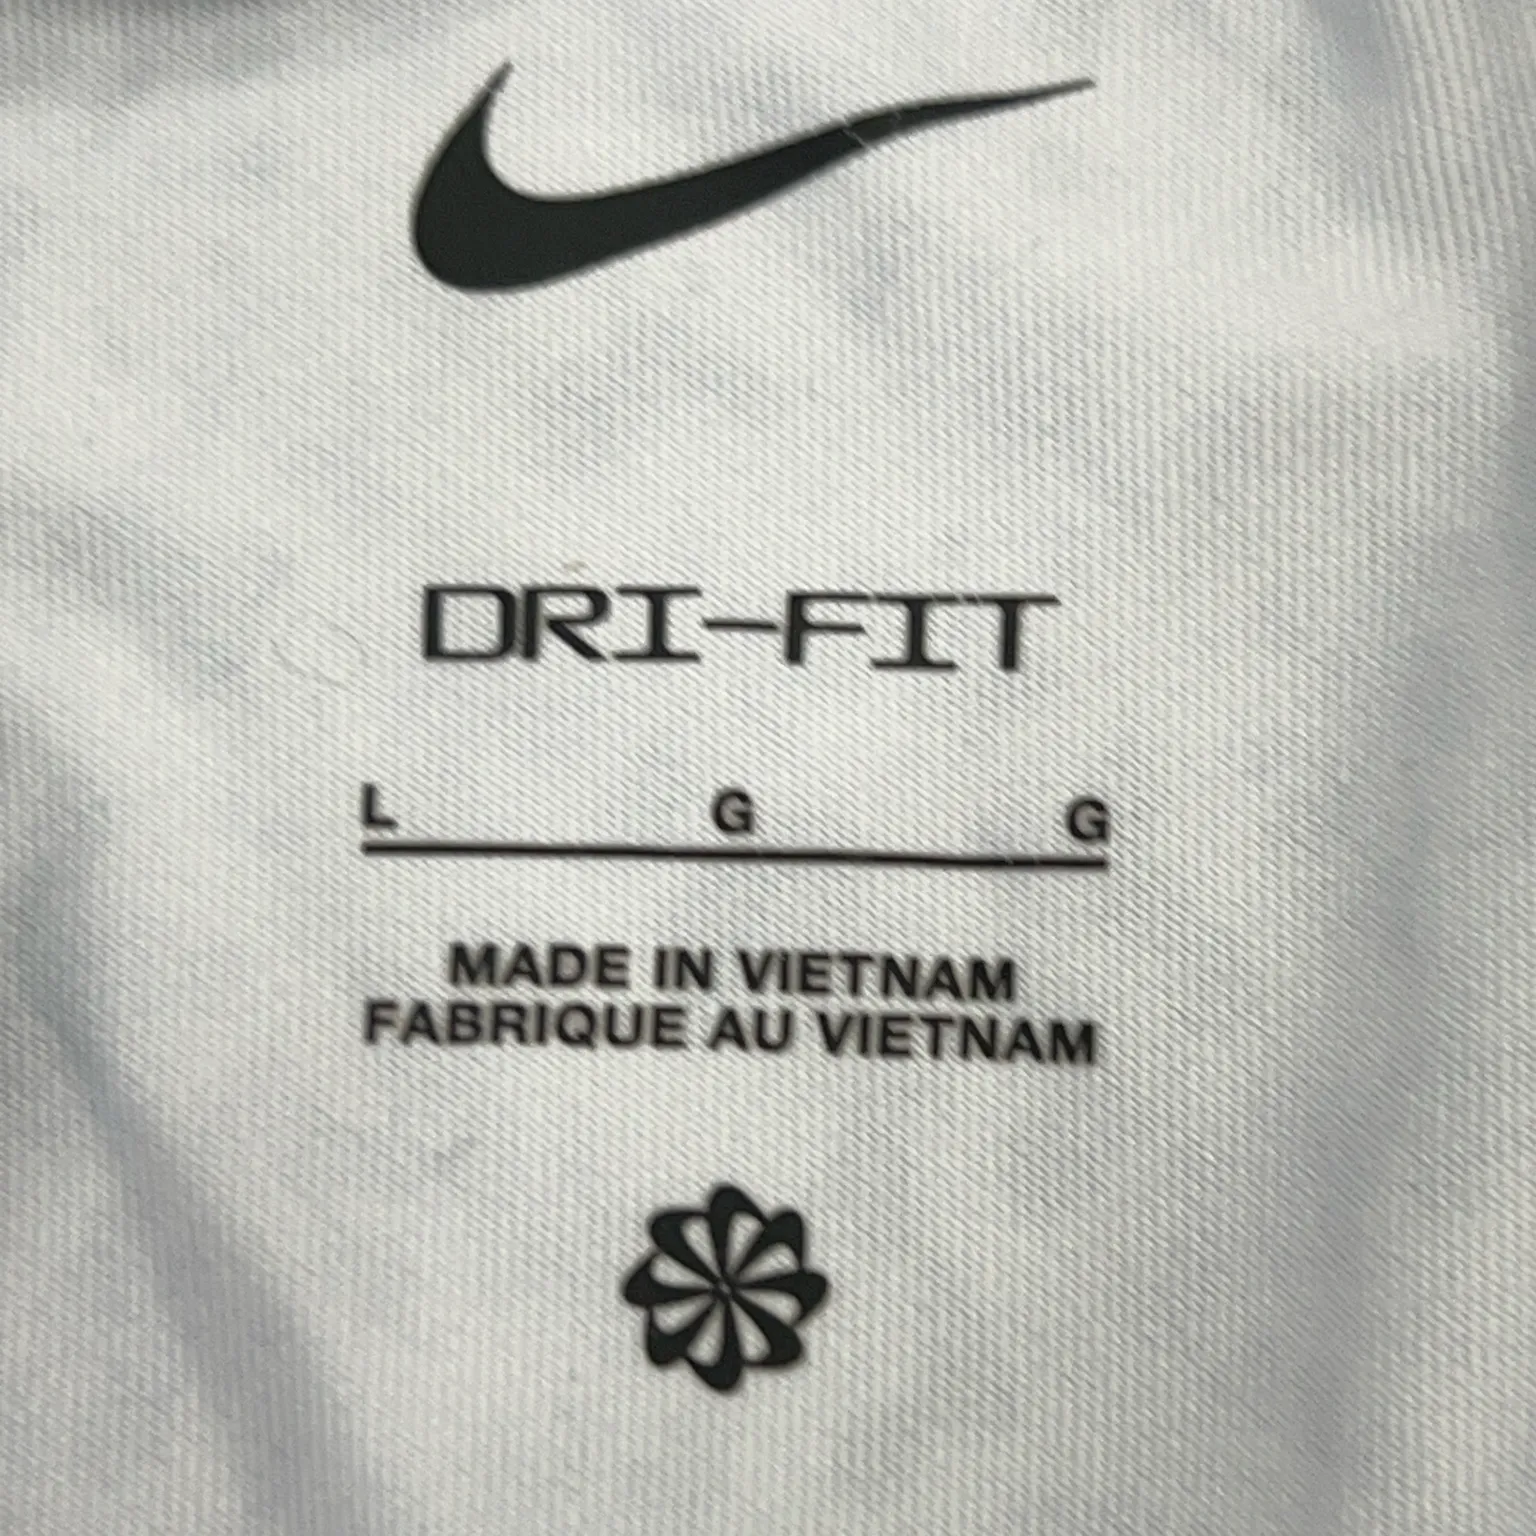 DRI-FIT
L G G
MADE IN VIETNAM
FABRIQUE AU VIETNAM